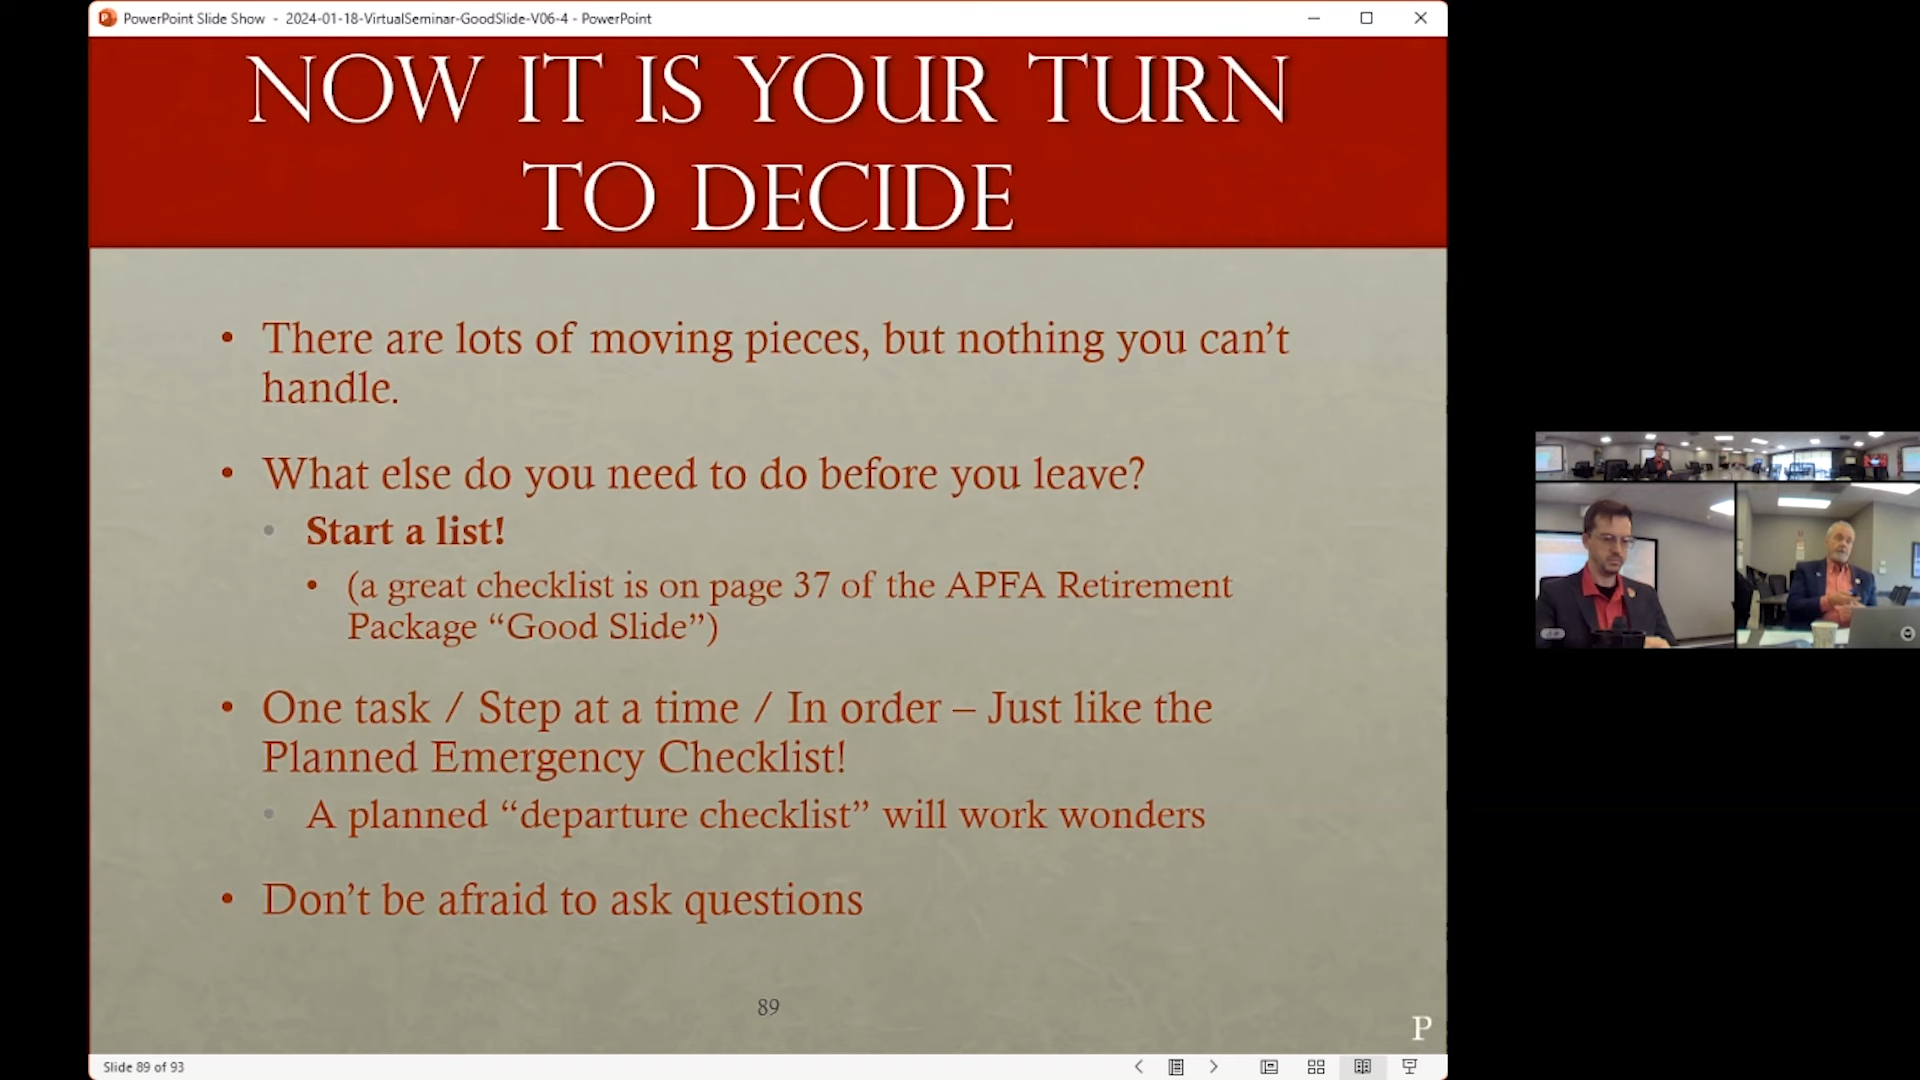 PowerPoint Slide Show - 2024-01-18-VirtualSeminar-GoodSlide-V06-4 - PowerPoint
NOW IT IS YOUR TURN
TO DECIDE
• There are lots of moving pieces, but nothing you can’t
handle.
• What else do you need to do before you leave?
• Start a list!
• (a great checklist is on page 37 of the APFA Retirement
Package “Good Slide”)
• One task / Step at a time / In order – Just like the
Planned Emergency Checklist!
• A planned “departure checklist” will work wonders
• Don’t be afraid to ask questions
89
P
Slide 89 of 93